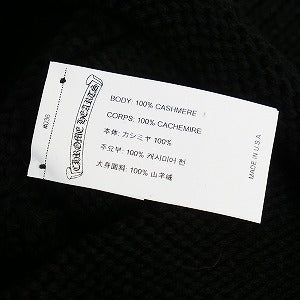 CHROME HEARTS
BODY: 100% CASHMERE
CORPS: 100% CACHEMIRE
本体: カシミヤ 100%
주요부: 100% 캐시미어 천
大身面料: 100% 山羊绒
MADE IN U.S.A.